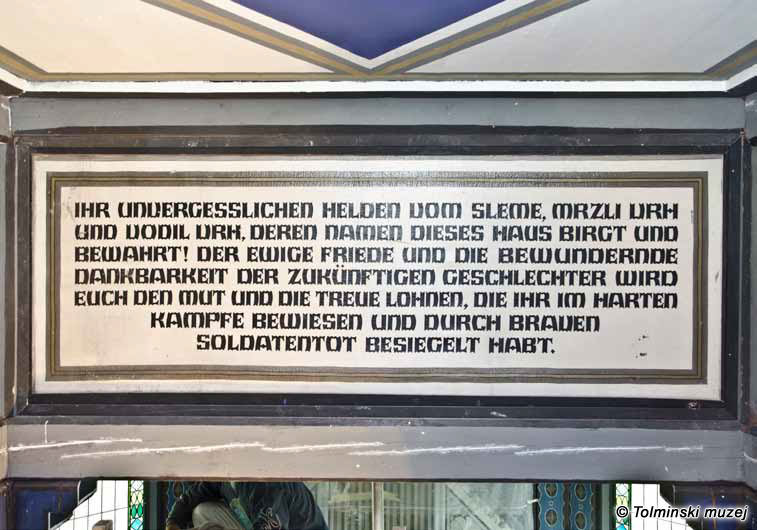 IHR UNVERGESSLICHEN HELDEN VOM SLEME, MRZLI VRH
UND VODIL VRH, DEREN NAMEN DIESES HAUS BIRGT UND
BEWAHRT! DER EWIGE FRIEDE UND DIE BEWUNDERNDE
DANKBARKEIT DER ZUKÜNFTIGEN GESCHLECHTER WIRD
EUCH DEN MUT UND DIE TREUE LOHNEN, DIE IHR IM HARTEN
KAMPFE BEWIESEN UND DURCH BRAVEN
SOLDATENTOT BESIEGELT HABT.
© Tolminski muzej